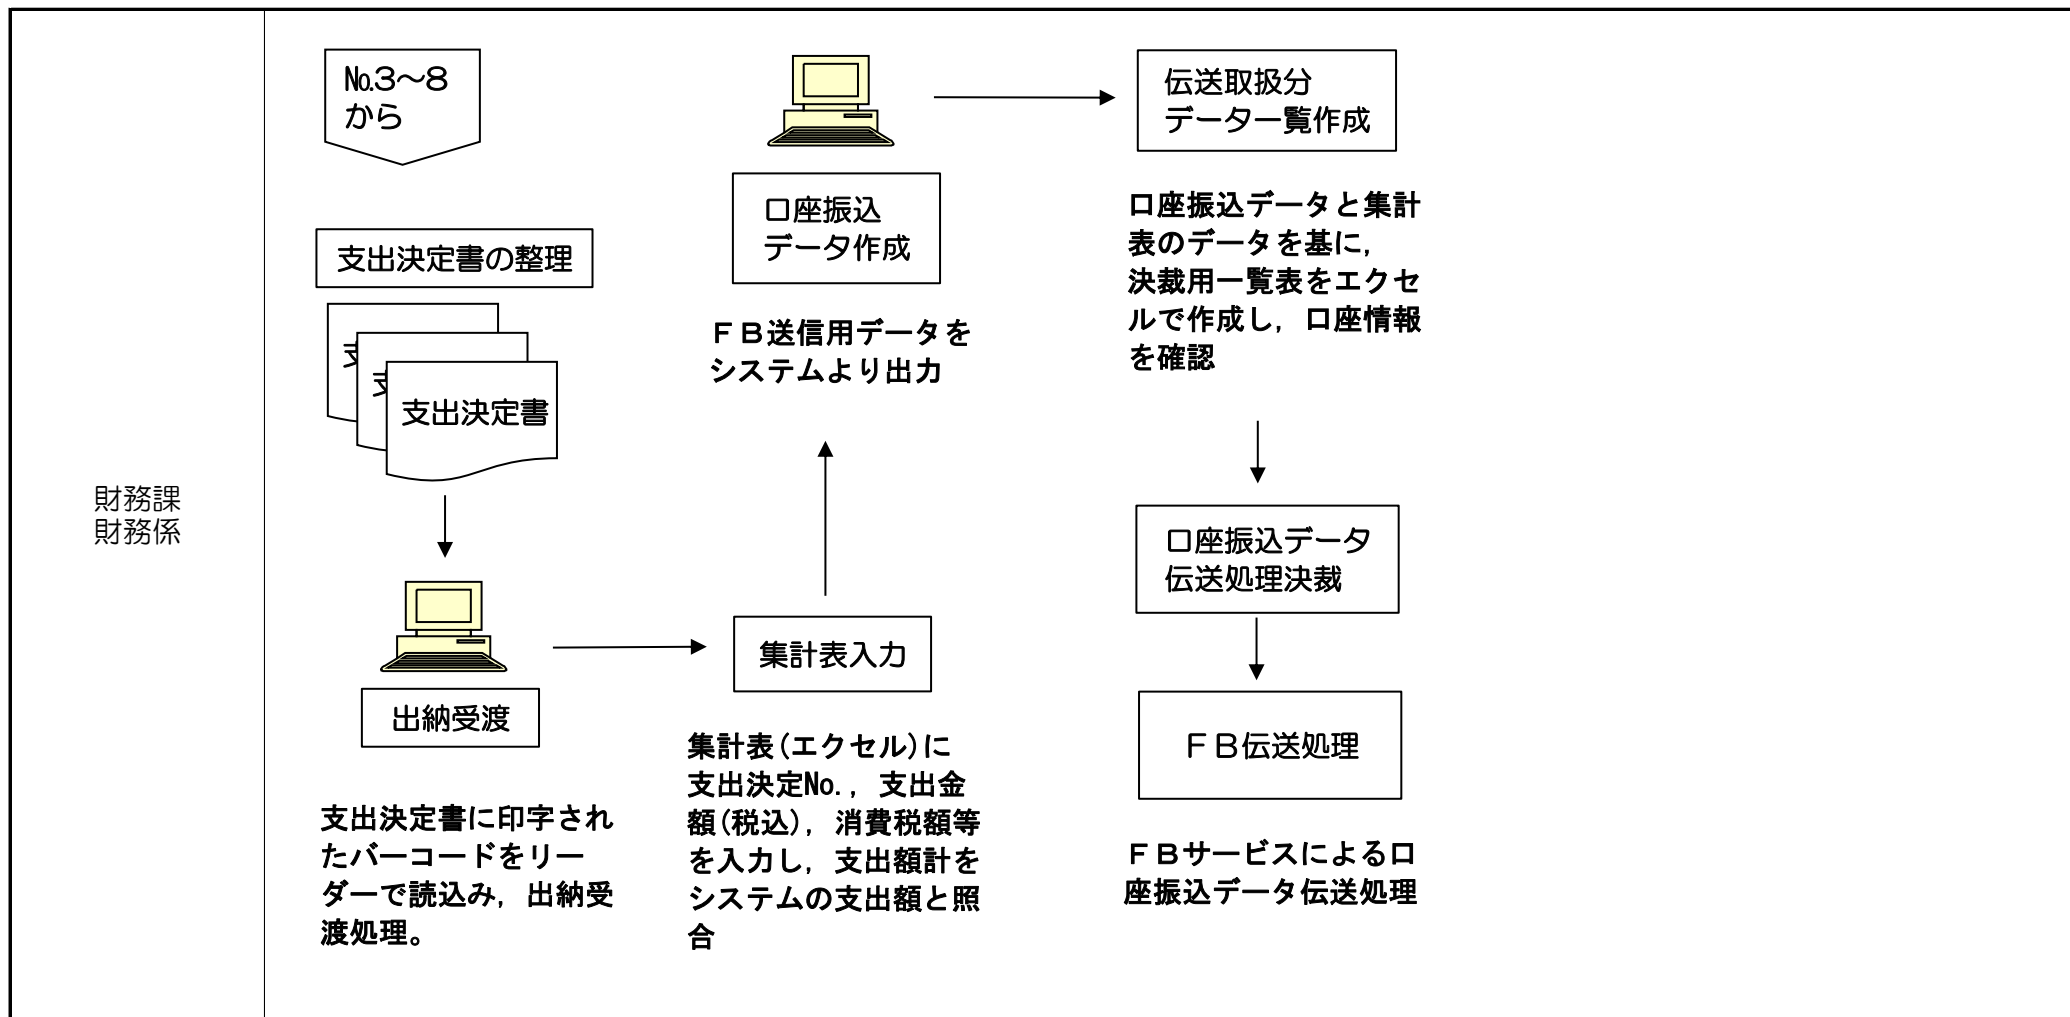 財務課
財務係
№3～8
から
支出決定書の整理
支
支
支出決定書
出納受渡
支出決定書に印字され
たバーコードをリー
ダーで読込み，出納受
渡処理。
集計表入力
集計表(エクセル)に
支出決定No.，支出金
額(税込)，消費税額等
を入力し，支出額計を
システムの支出額と照
合
口座振込
データ作成
ＦＢ送信用データを
システムより出力
伝送取扱分
データ一覧作成
口座振込データと集計
表のデータを基に，
決裁用一覧表をエクセ
ルで作成し，口座情報
を確認
口座振込データ
伝送処理決裁
ＦＢ伝送処理
ＦＢサービスによる口
座振込データ伝送処理